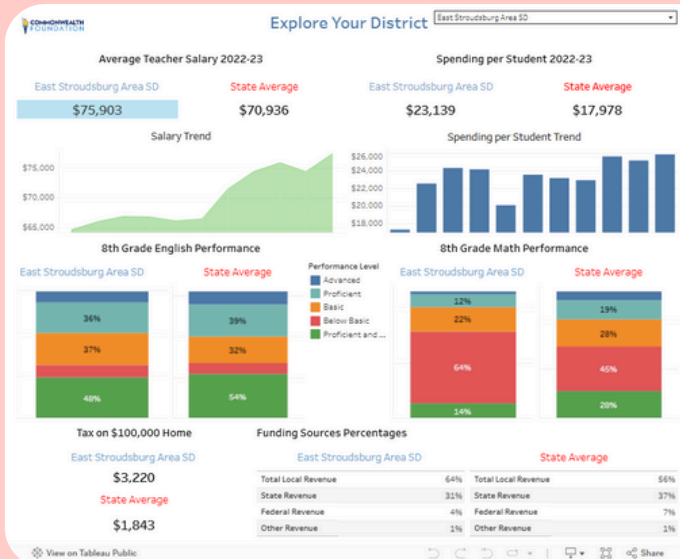 COMMONWEALTH
FOUNDATION
Explore Your District
East Stroudsburg Area SD
Average Teacher Salary 2022-23
East Stroudsburg Area SD
State Average
$75,903
$70,936
Spending per Student 2022-23
East Stroudsburg Area SD
State Average
$23,139
$17,978
Salary Trend
$75,000
$70,000
$65,000
Spending per Student Trend
$26,000
$24,000
$22,000
$20,000
$18,000
8th Grade English Performance
East Stroudsburg Area SD
State Average
36%
37%
48%
39%
32%
54%
Performance Level
Advanced
Proficient
Basic
Below Basic
Proficient and ...
8th Grade Math Performance
East Stroudsburg Area SD
State Average
12%
22%
64%
14%
19%
28%
45%
28%
Tax on $100,000 Home
East Stroudsburg Area SD
$3,220
State Average
$1,843
Funding Sources Percentages
East Stroudsburg Area SD
Total Local Revenue 64%
State Revenue 31%
Federal Revenue 4%
Other Revenue 1%
State Average
Total Local Revenue 56%
State Revenue 37%
Federal Revenue 7%
Other Revenue 1%
View on Tableau Public
Share